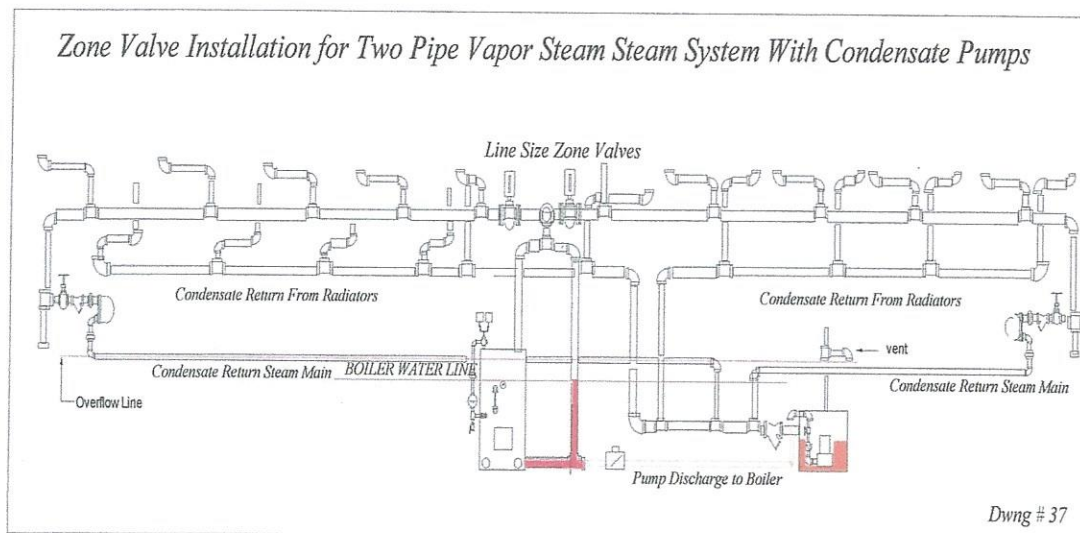 Zone Valve Installation for Two Pipe Vapor Steam Steam System With Condensate Pumps
Line Size Zone Valves
Condensate Return From Radiators
Condensate Return From Radiators
vent
Condensate Return Steam Main
BOILER WATER LINE
Condensate Return Steam Main
Overflow Line
Pump Discharge to Boiler
Dwng # 37